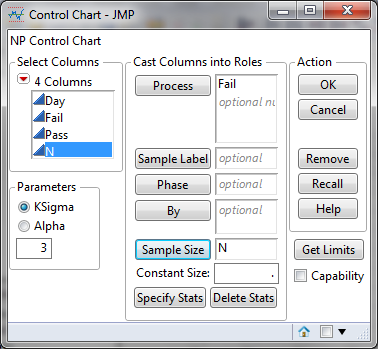 Control Chart - JMP
NP Control Chart
Select Columns
4 Columns
Day
Fail
Pass
N
Parameters
KSigma
Alpha
3
Cast Columns into Roles
Process
Fail
optional nu
Sample Label
optional
Phase
optional
By
optional
Sample Size
N
Constant Size:
.
Specify Stats
Delete Stats
Action
OK
Cancel
Remove
Recall
Help
Get Limits
Capability